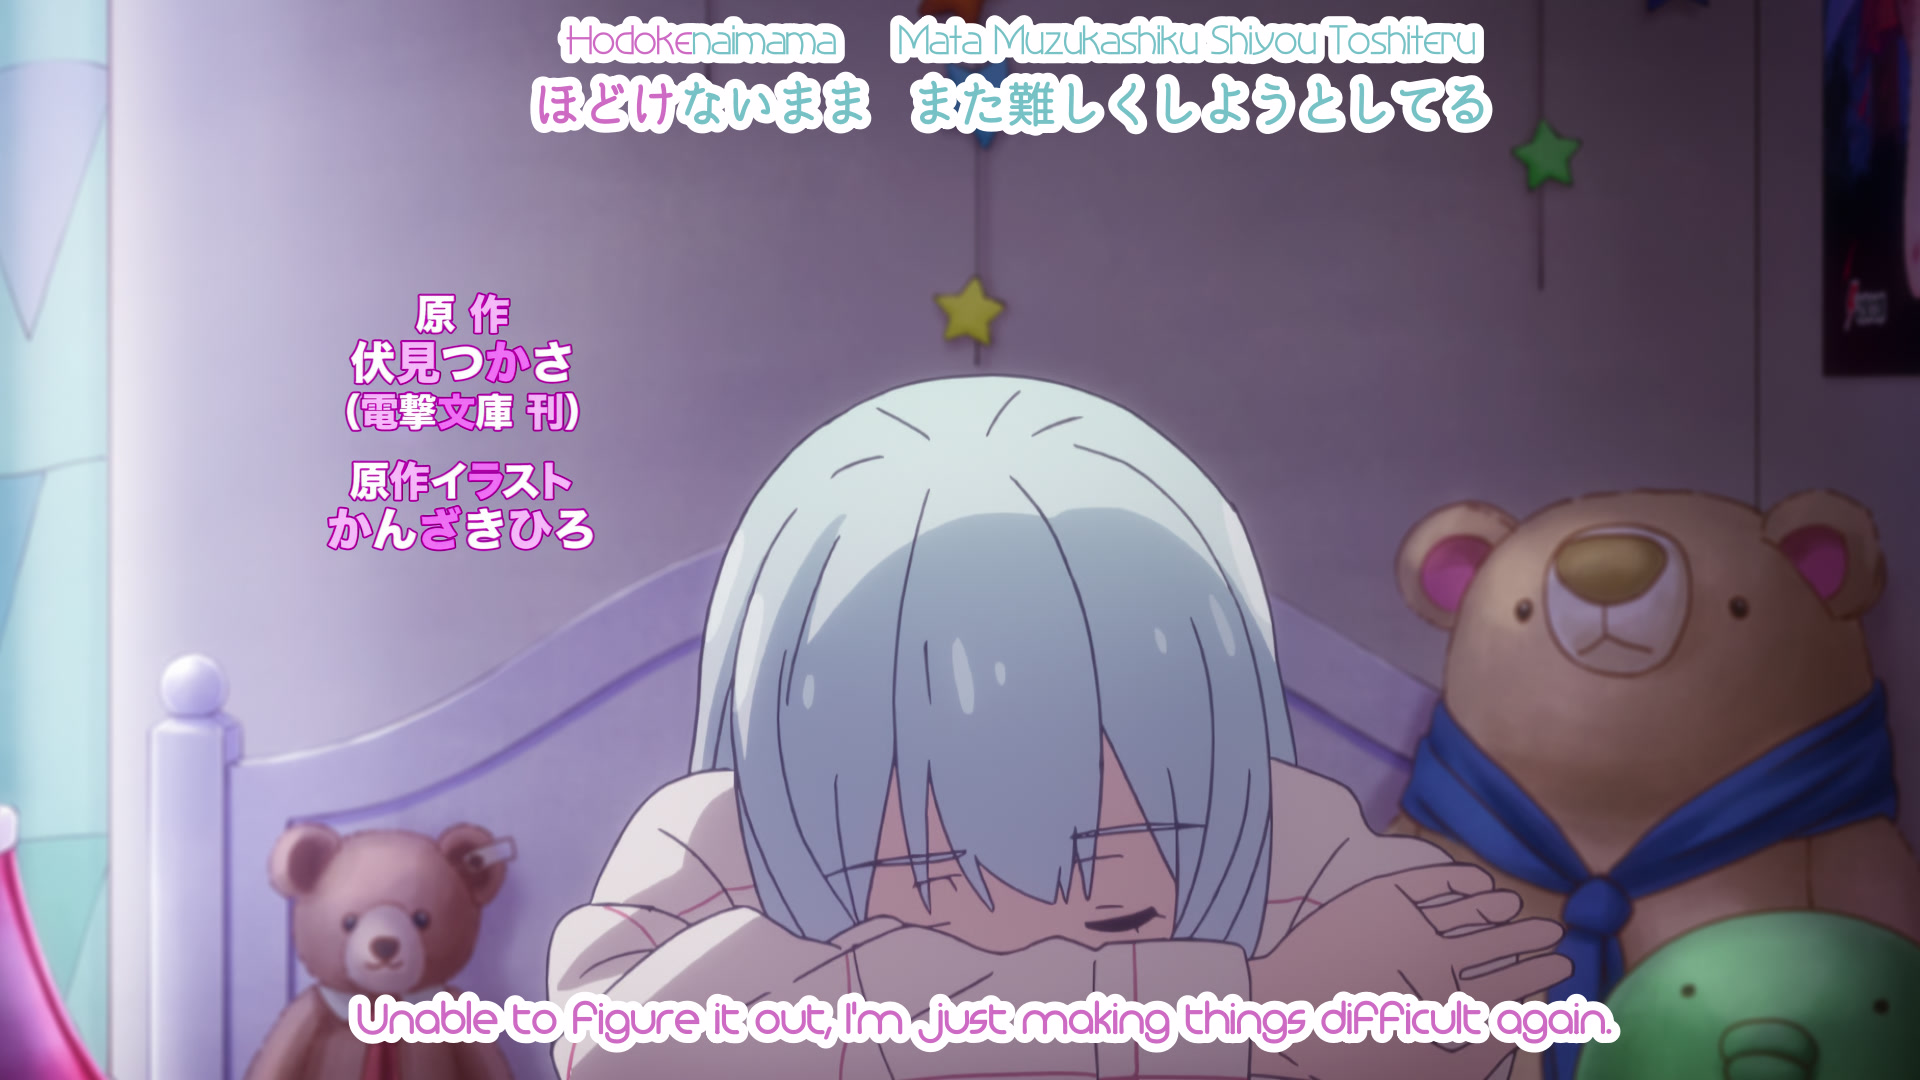 Hodokenaimama Mata Muzukashiku Shiyou Toshiteru
ほどけないまま また難しくしようとしてる
原作
伏見つかさ
(電撃文庫 刊)
原作イラスト
かんざきひろ
Unable to figure it out, I'm just making things difficult again.